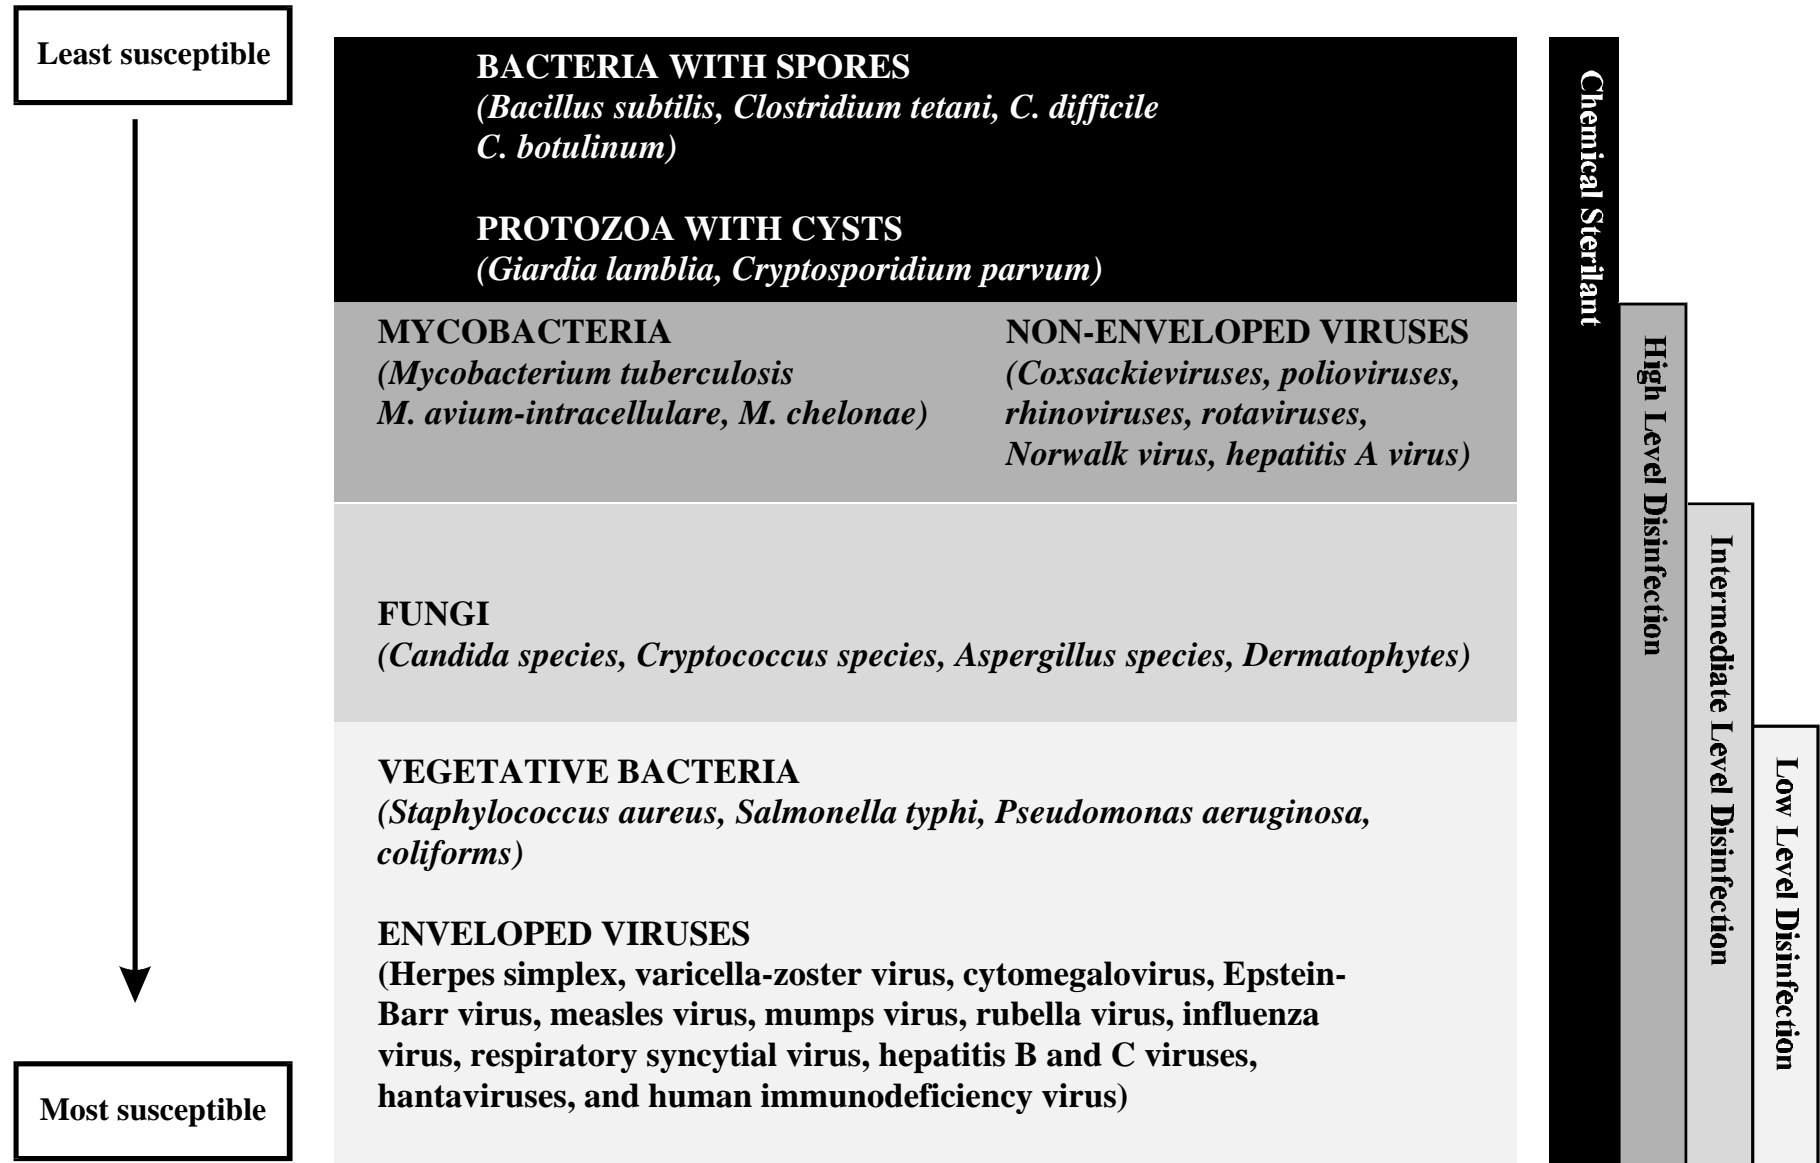 Least susceptible
BACTERIA WITH SPORES
(Bacillus subtilis, Clostridium tetani, C. difficile
C. botulinum)
PROTOZOA WITH CYSTS
(Giardia lamblia, Cryptosporidium parvum)
MYCOBACTERIA
(Mycobacterium tuberculosis
M. avium-intracellulare, M. chelonae)
NON-ENVELOPED VIRUSES
(Coxsackieviruses, polioviruses,
rhinoviruses, rotaviruses,
Norwalk virus, hepatitis A virus)
FUNGI
(Candida species, Cryptococcus species, Aspergillus species, Dermatophytes)
VEGETATIVE BACTERIA
(Staphylococcus aureus, Salmonella typhi, Pseudomonas aeruginosa,
coliforms)
ENVELOPED VIRUSES
(Herpes simplex, varicella-zoster virus, cytomegalovirus, Epstein-
Barr virus, measles virus, mumps virus, rubella virus, influenza
virus, respiratory syncytial virus, hepatitis B and C viruses,
hantaviruses, and human immunodeficiency virus)
Most susceptible
Chemical Sterilant
High Level Disinfection
Intermediate Level Disinfection
Low Level Disinfection